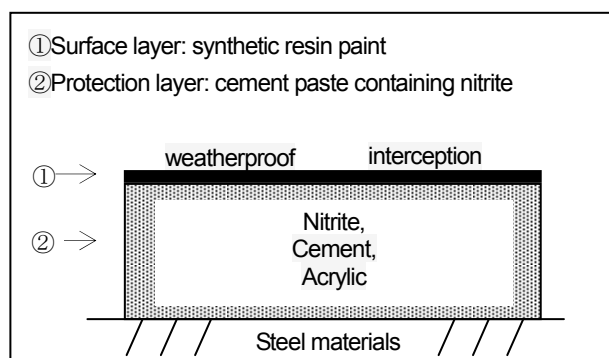 ①Surface layer: synthetic resin paint
②Protection layer: cement paste containing nitrite
weatherproof interception
①
②
Nitrite,
Cement,
Acrylic
Steel materials